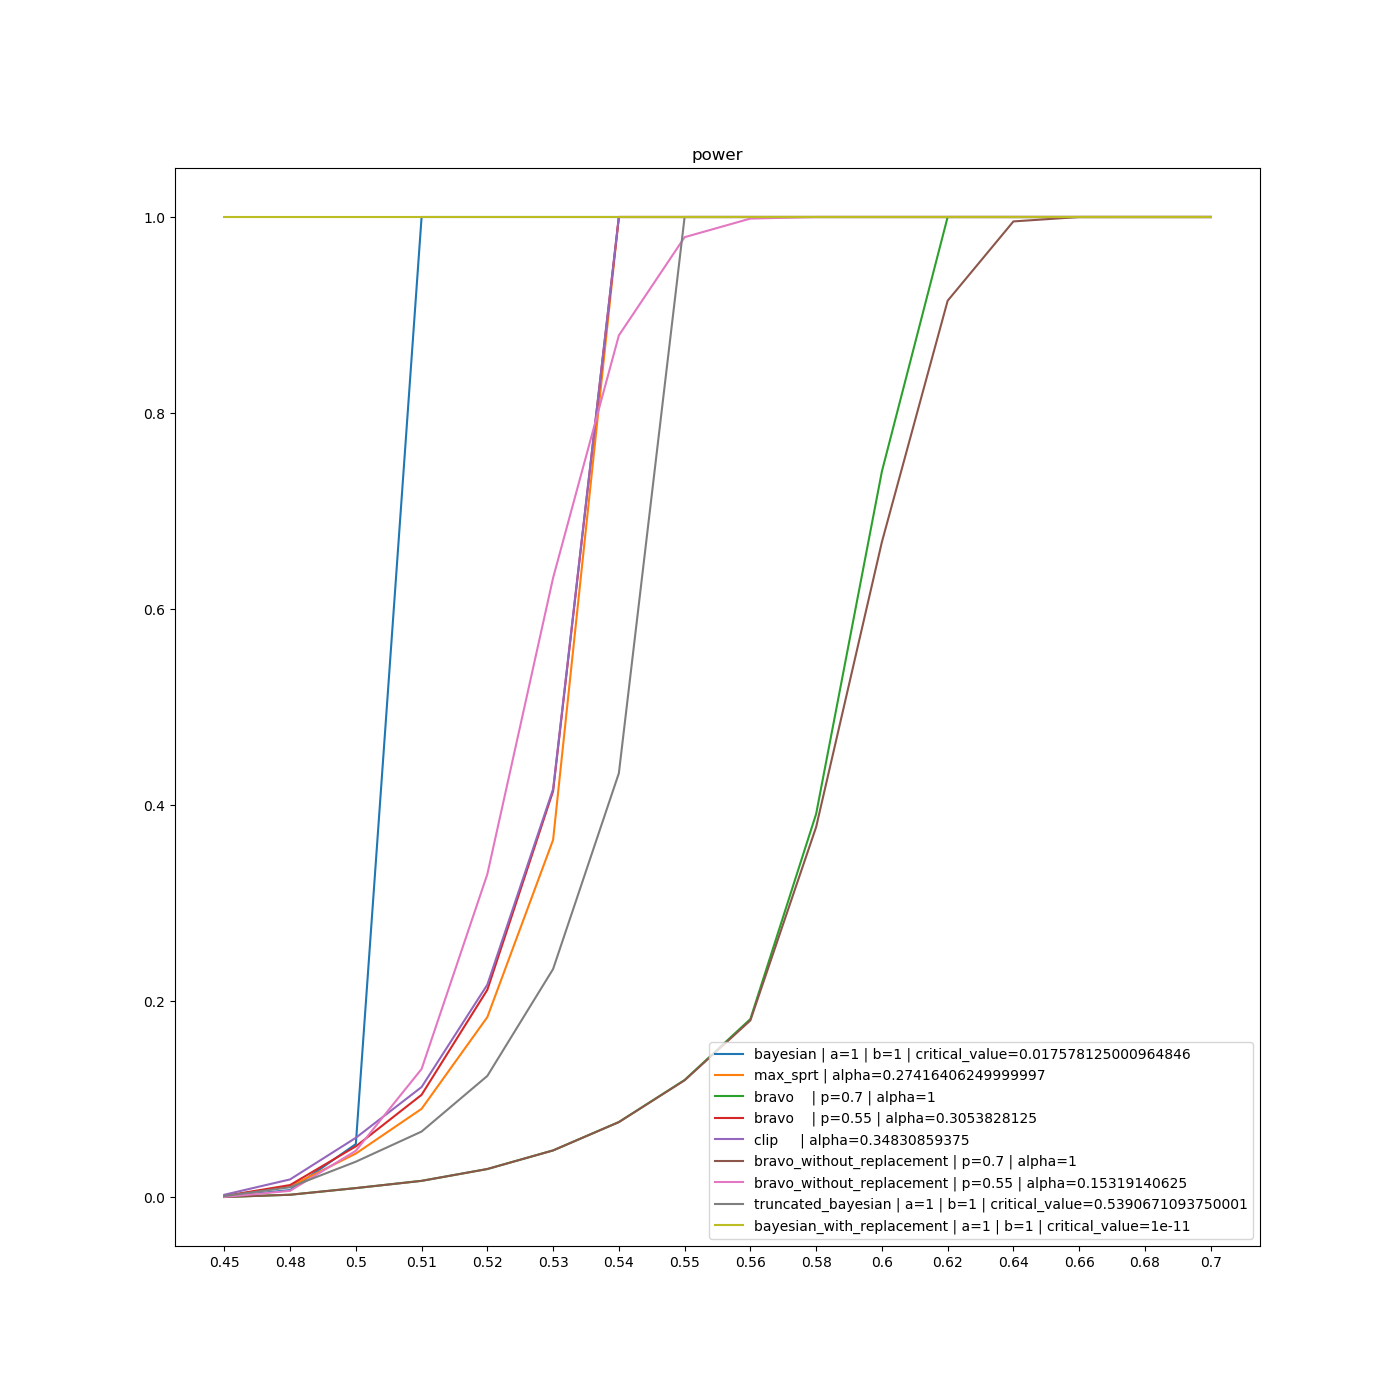 power
1.0
0.8
0.6
0.4
0.2
0.0
bayesian | a=1 | b=1 | critical_value=0.017578125000964846
max_sprt | alpha=0.27416406249999997
bravo    | p=0.7 | alpha=1
bravo    | p=0.55 | alpha=0.3053828125
clip     | alpha=0.34830859375
bravo_without_replacement | p=0.7 | alpha=1
bravo_without_replacement | p=0.55 | alpha=0.15319140625
truncated_bayesian | a=1 | b=1 | critical_value=0.5390671093750001
bayesian_with_replacement | a=1 | b=1 | critical_value=1e-11
0.45 0.48 0.5 0.51 0.52 0.53 0.54 0.55 0.56 0.58 0.6 0.62 0.64 0.66 0.68 0.7